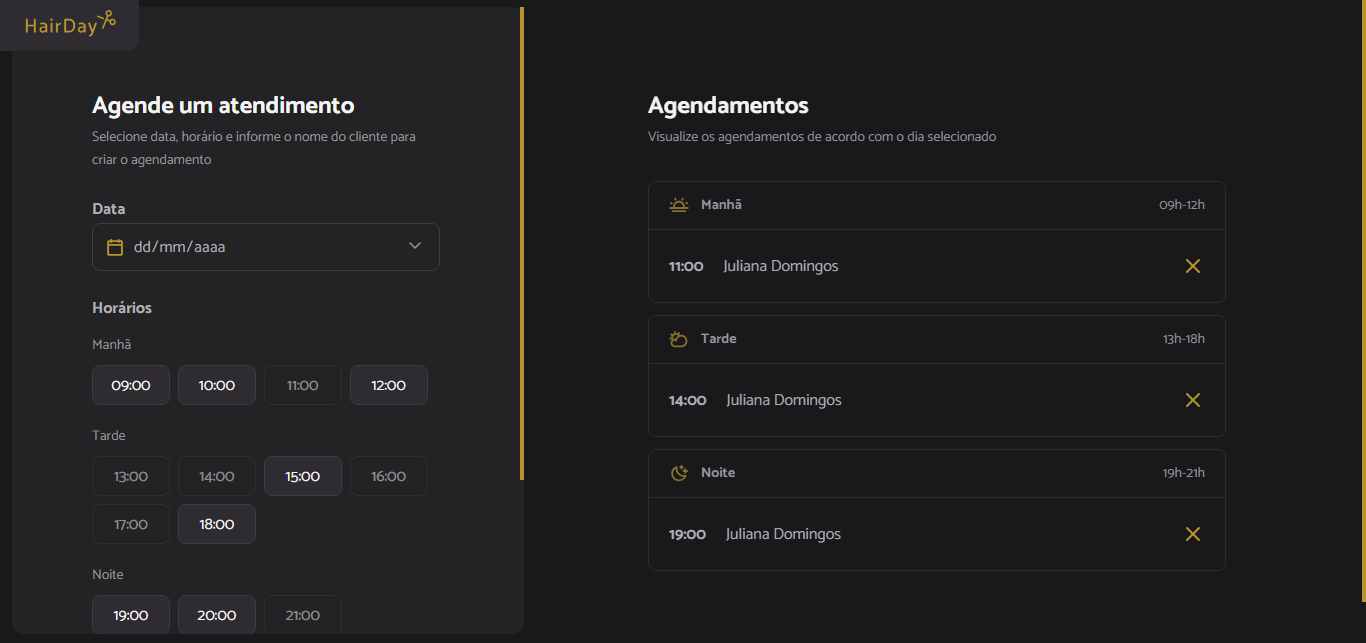 HairDay
Agende um atendimento
Selecione data, horário e informe o nome do cliente para
criar o agendamento
Data
dd/mm/aaaa
Horários
Manhã
09:00 10:00 11:00 12:00
Tarde
13:00 14:00 15:00 16:00
17:00 18:00
Noite
19:00 20:00 21:00
Agendamentos
Visualize os agendamentos de acordo com o dia selecionado
Manhã 09h-12h
11:00 Juliana Domingos
Tarde 13h-18h
14:00 Juliana Domingos
Noite 19h-21h
19:00 Juliana Domingos